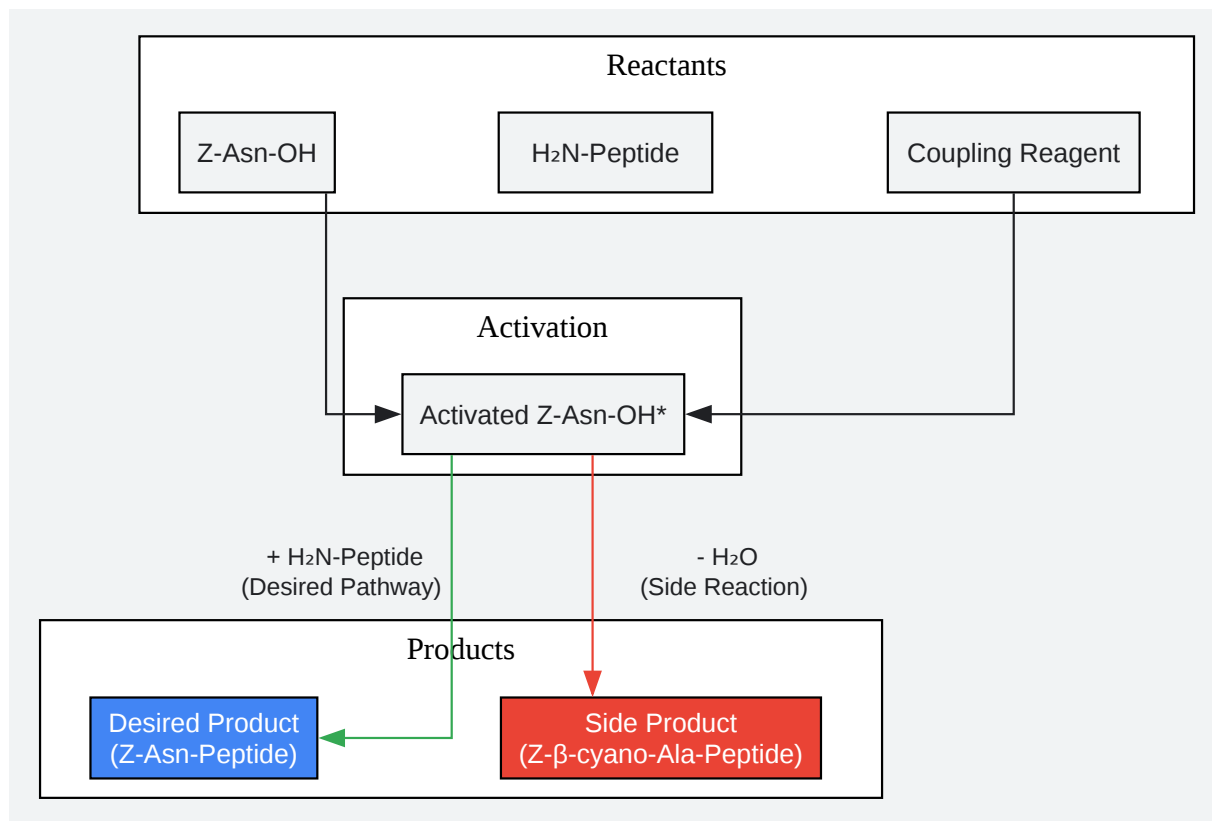 Reactants
Z-Asn-OH
H₂N-Peptide
Coupling Reagent
Activation
Activated Z-Asn-OH*
+ H₂N-Peptide
(Desired Pathway)
- H₂O
(Side Reaction)
Products
Desired Product
(Z-Asn-Peptide)
Side Product
(Z-β-cyano-Ala-Peptide)